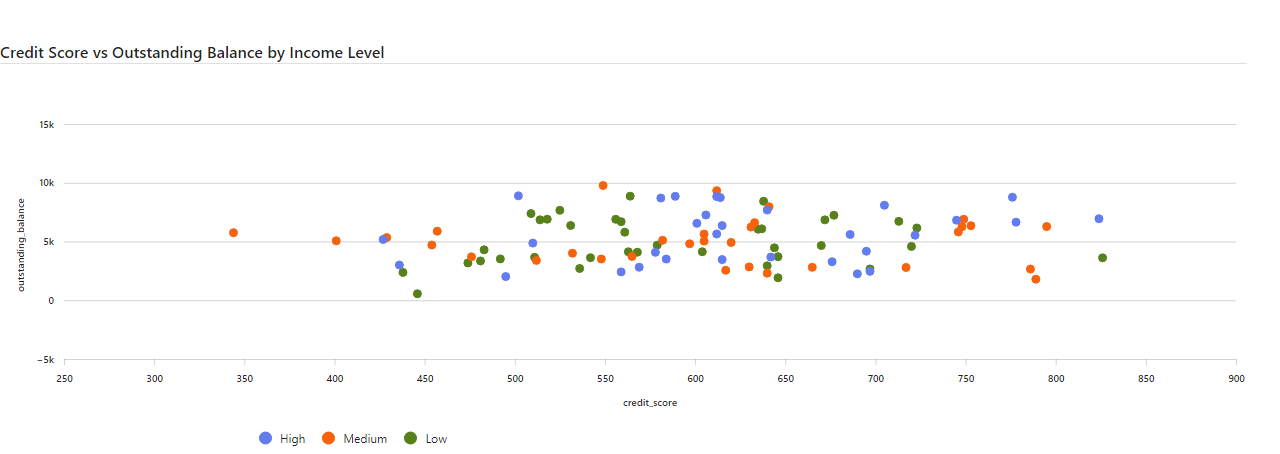 Credit Score vs Outstanding Balance by Income Level
outstanding_balance
15k
10k
5k
0
−5k
250 300 350 400 450 500 550 600 650 700 750 800 850 900
credit_score
High Medium Low